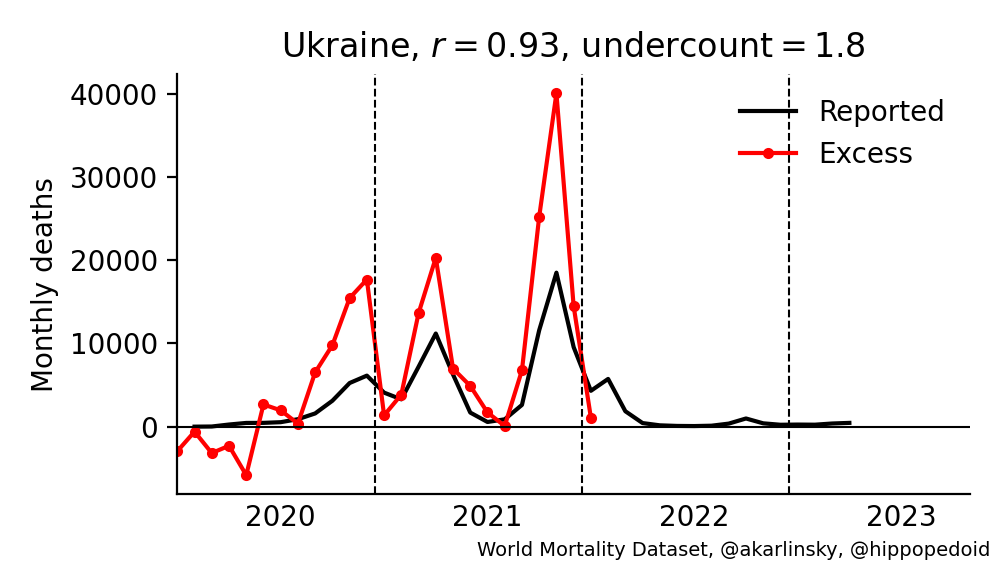 Ukraine, r = 0.93, undercount = 1.8
Monthly deaths
40000
30000
20000
10000
0
Reported
Excess
2020 2021 2022 2023
World Mortality Dataset, @akarlinsky, @hippopedoid